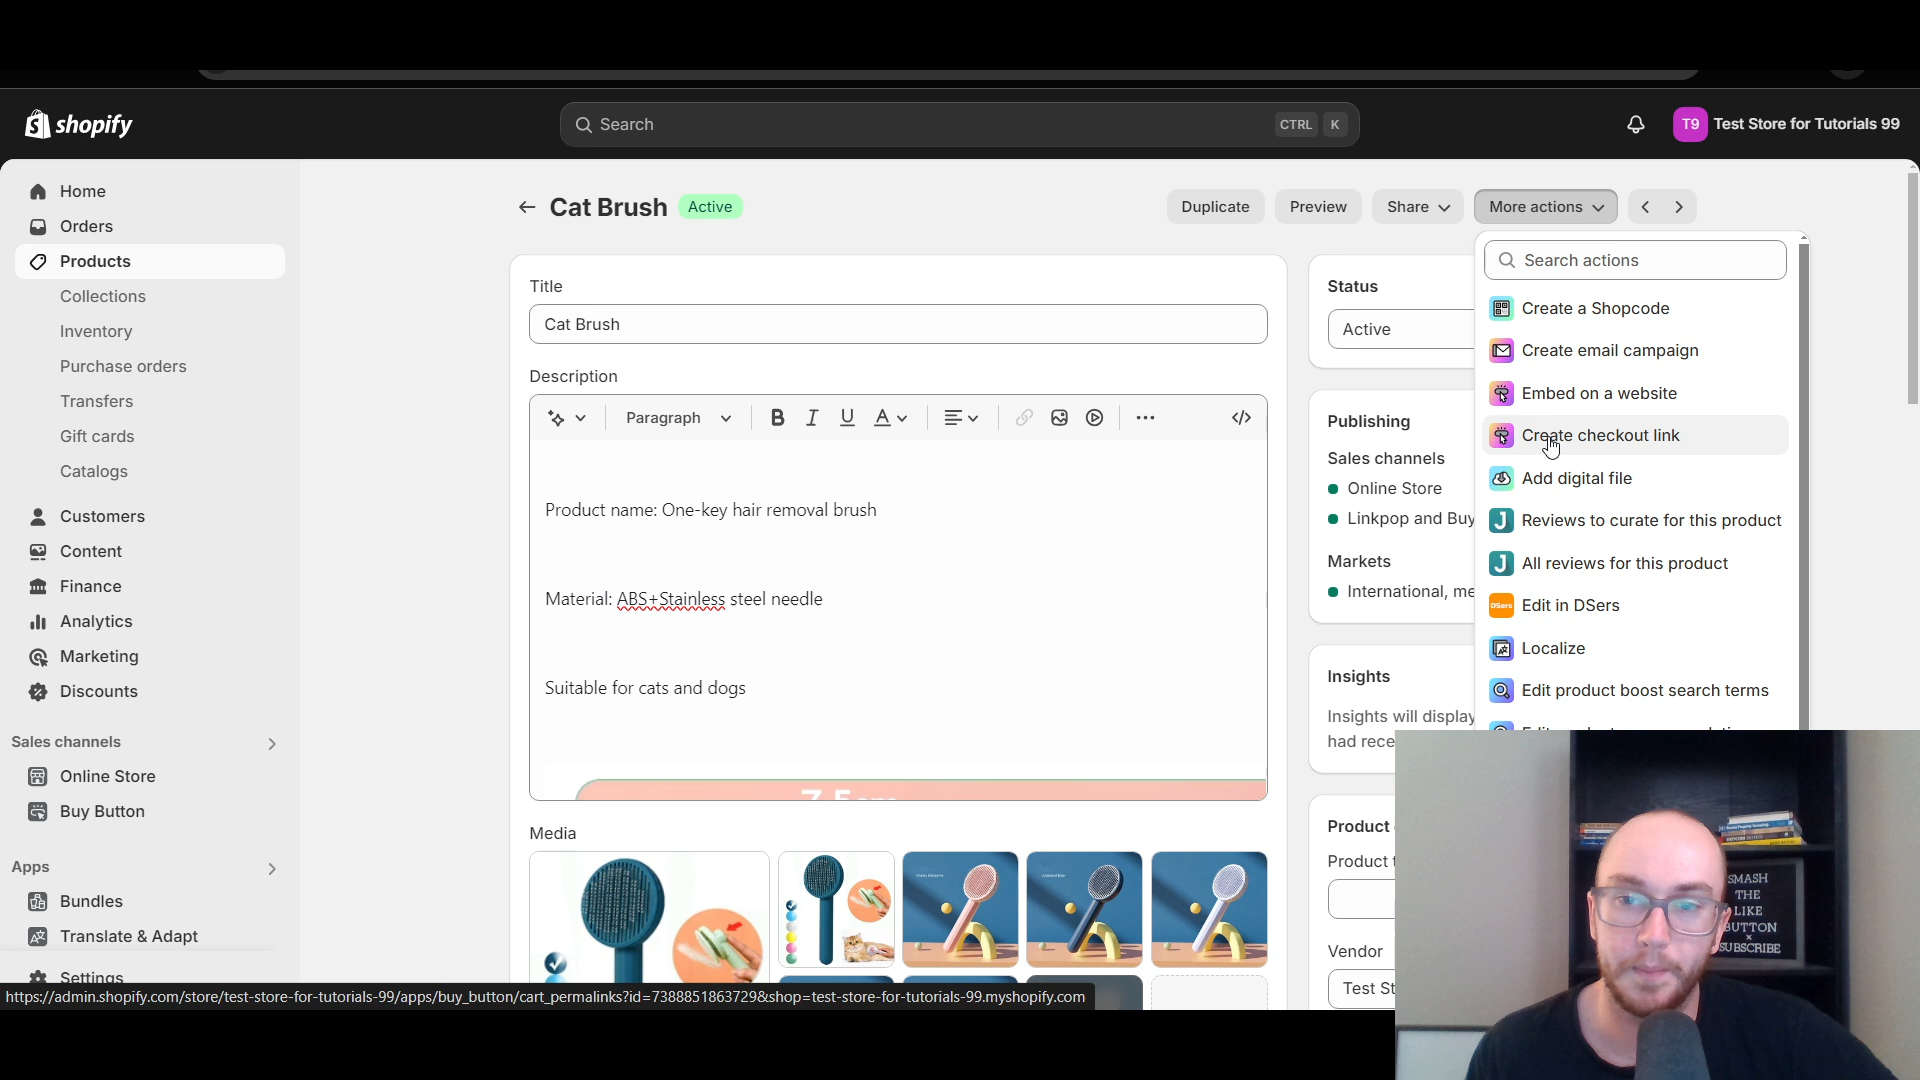 shopify
Search
CTRL K
T9 Test Store for Tutorials 99
Home
Orders
Products
Collections
Inventory
Purchase orders
Transfers
Gift cards
Catalogs
Customers
Content
Finance
Analytics
Marketing
Discounts
Sales channels
Online Store
Buy Button
Apps
Bundles
Translate & Adapt
Settings
Cat Brush Active
Duplicate
Preview
Share
More actions
Title
Cat Brush
Description
Paragraph
B I U A
Product name: One-key hair removal brush
Material: ABS+Stainless steel needle
Suitable for cats and dogs
Media
Status
Active
Publishing
Sales channels
Online Store
Linkpop and Buy
Markets
International, me
Insights
Insights will display
had rece
Product
Product t
Vendor
Test St
Search actions
Create a Shopcode
Create email campaign
Embed on a website
Create checkout link
Add digital file
J Reviews to curate for this product
J All reviews for this product
DSers Edit in DSers
Localize
Edit product boost search terms
https://admin.shopify.com/store/test-store-for-tutorials-99/apps/buy_button/cart_permalinks?id=7388851863729&shop=test-store-for-tutorials-99.myshopify.com
SMASH
THE
LIKE
BUTTON
SUBSCRIBE